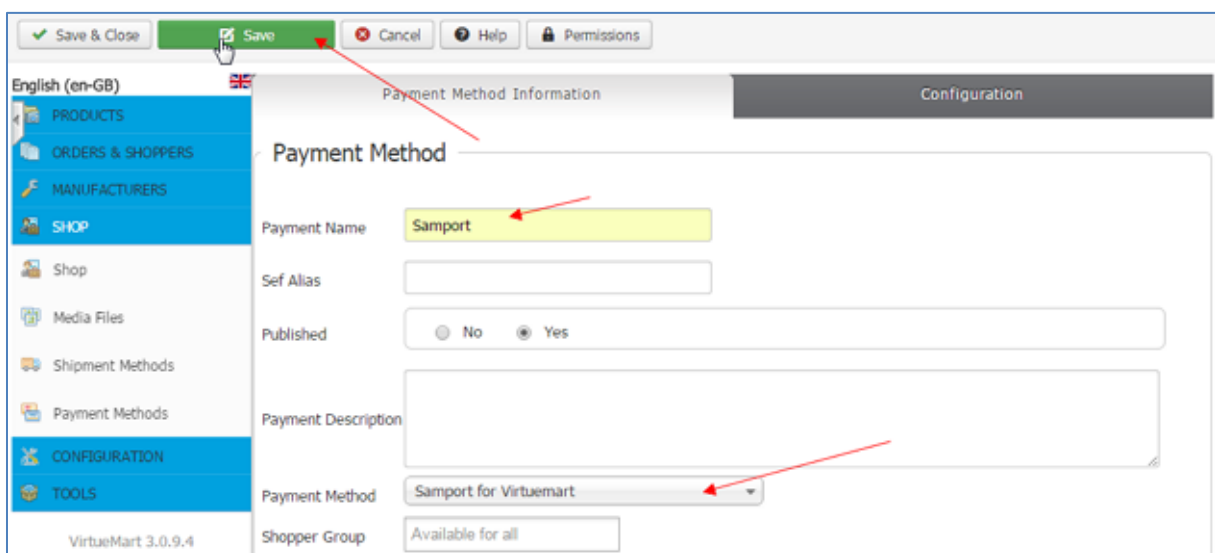 Save & Close Save Cancel Help Permissions
English (en-GB)
Payment Method Information Configuration
PRODUCTS
ORDERS & SHOPPERS
Payment Method
MANUFACTURERS
SHOP
Payment Name Samport
Shop
Sef Alias
Media Files
Published No Yes
Shipment Methods
Payment Methods
Payment Description
CONFIGURATION
TOOLS
Payment Method Samport for Virtuemart
Shopper Group Available for all
VirtueMart 3.0.9.4